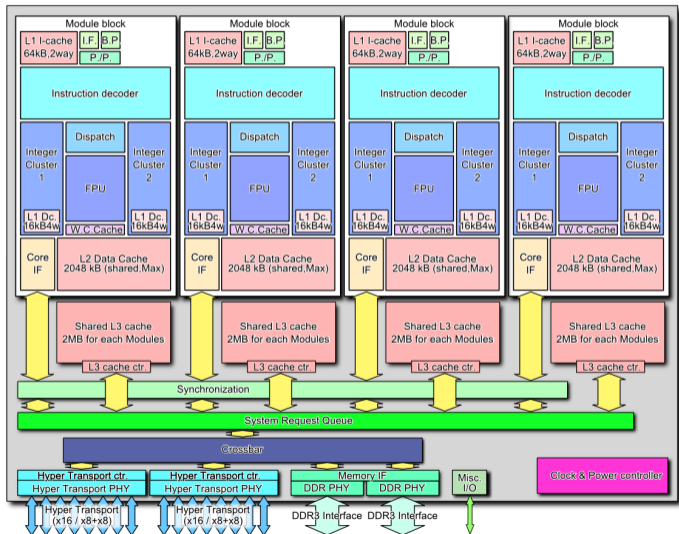 Module block
L1 I-cache
64kB,2way
I.F.
B.P.
P./P.
Instruction decoder
Integer
Cluster
1
Dispatch
FPU
Integer
Cluster
2
L1 Dc.
16kB4w
W.C.Cache
L1 Dc.
16kB4w
Core
IF
L2 Data Cache
2048 kB (shared,Max)
Module block
L1 I-cache
64kB,2way
I.F.
B.P.
P./P.
Instruction decoder
Integer
Cluster
1
Dispatch
FPU
Integer
Cluster
2
L1 Dc.
16kB4w
W.C.Cache
L1 Dc.
16kB4w
Core
IF
L2 Data Cache
2048 kB (shared,Max)
Module block
L1 I-cache
64kB,2way
I.F.
B.P.
P./P.
Instruction decoder
Integer
Cluster
1
Dispatch
FPU
Integer
Cluster
2
L1 Dc.
16kB4w
W.C.Cache
L1 Dc.
16kB4w
Core
IF
L2 Data Cache
2048 kB (shared,Max)
Module block
L1 I-cache
64kB,2way
I.F.
B.P.
P./P.
Instruction decoder
Integer
Cluster
1
Dispatch
FPU
Integer
Cluster
2
L1 Dc.
16kB4w
W.C.Cache
L1 Dc.
16kB4w
Core
IF
L2 Data Cache
2048 kB (shared,Max)
Shared L3 cache
2MB for each Modules
L3 cache ctr.
Shared L3 cache
2MB for each Modules
L3 cache ctr.
Shared L3 cache
2MB for each Modules
L3 cache ctr.
Shared L3 cache
2MB for each Modules
L3 cache ctr.
Synchronization
System Request Queue
Crossbar
Hyper Transport ctr.
Hyper Transport PHY
Hyper Transport ctr.
Hyper Transport PHY
Memory IF
DDR PHY
DDR PHY
Misc.
I/O
Clock & Power controller
Hyper Transport
(x16 / x8+x8)
Hyper Transport
(x16 / x8+x8)
DDR3 Interface
DDR3 Interface